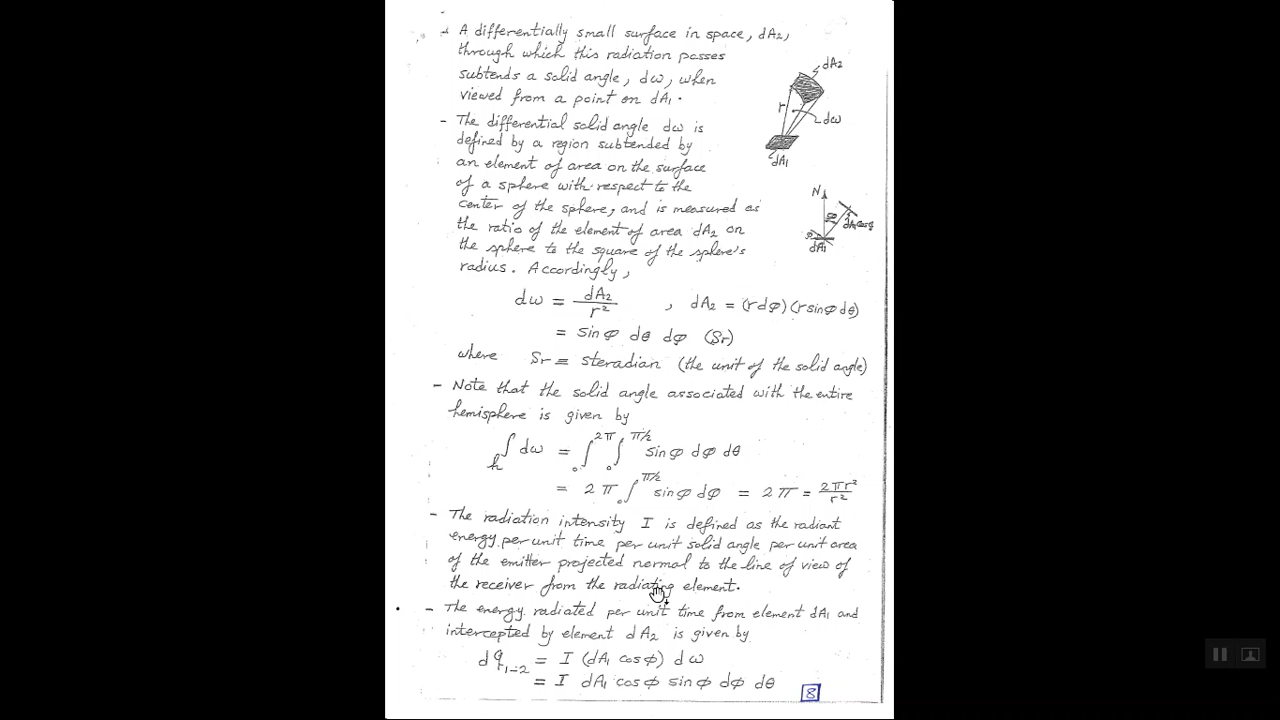 - A differentially small surface in space, dA₂,
through which this radiation passes
subtends a solid angle, dω, when
viewed from a point on dA₁.
dA₂
r
dω
dA₁
- The differential solid angle dω is
defined by a region subtended by
an element of area on the surface
of a sphere with respect to the
center of the sphere, and is measured as
the ratio of the element of area dA₂ on
the sphere to the square of the sphere's
radius. Accordingly,
N
φ
dA₁cosφ
φ
dA₁
dω = dA₂/r² , dA₂ = (rdφ)(rsinφdθ)
= sinφ dθ dφ (Sr)
where Sr ≡ steradian (the unit of the solid angle)
- Note that the solid angle associated with the entire
hemisphere is given by
∫ₕ dω = ∫₀^2π ∫₀^π/2 sinφ dφ dθ
= 2π ∫₀^π/2 sinφ dφ = 2π = 2πr²/r²
- The radiation intensity I is defined as the radiant
energy per unit time per unit solid angle per unit area
of the emitter projected normal to the line of view of
the receiver from the radiating element.
- The energy radiated per unit time from element dA₁ and
intercepted by element dA₂ is given by
dq₁₋₂ = I (dA₁ cosφ) dω
= I dA₁ cosφ sinφ dφ dθ
8